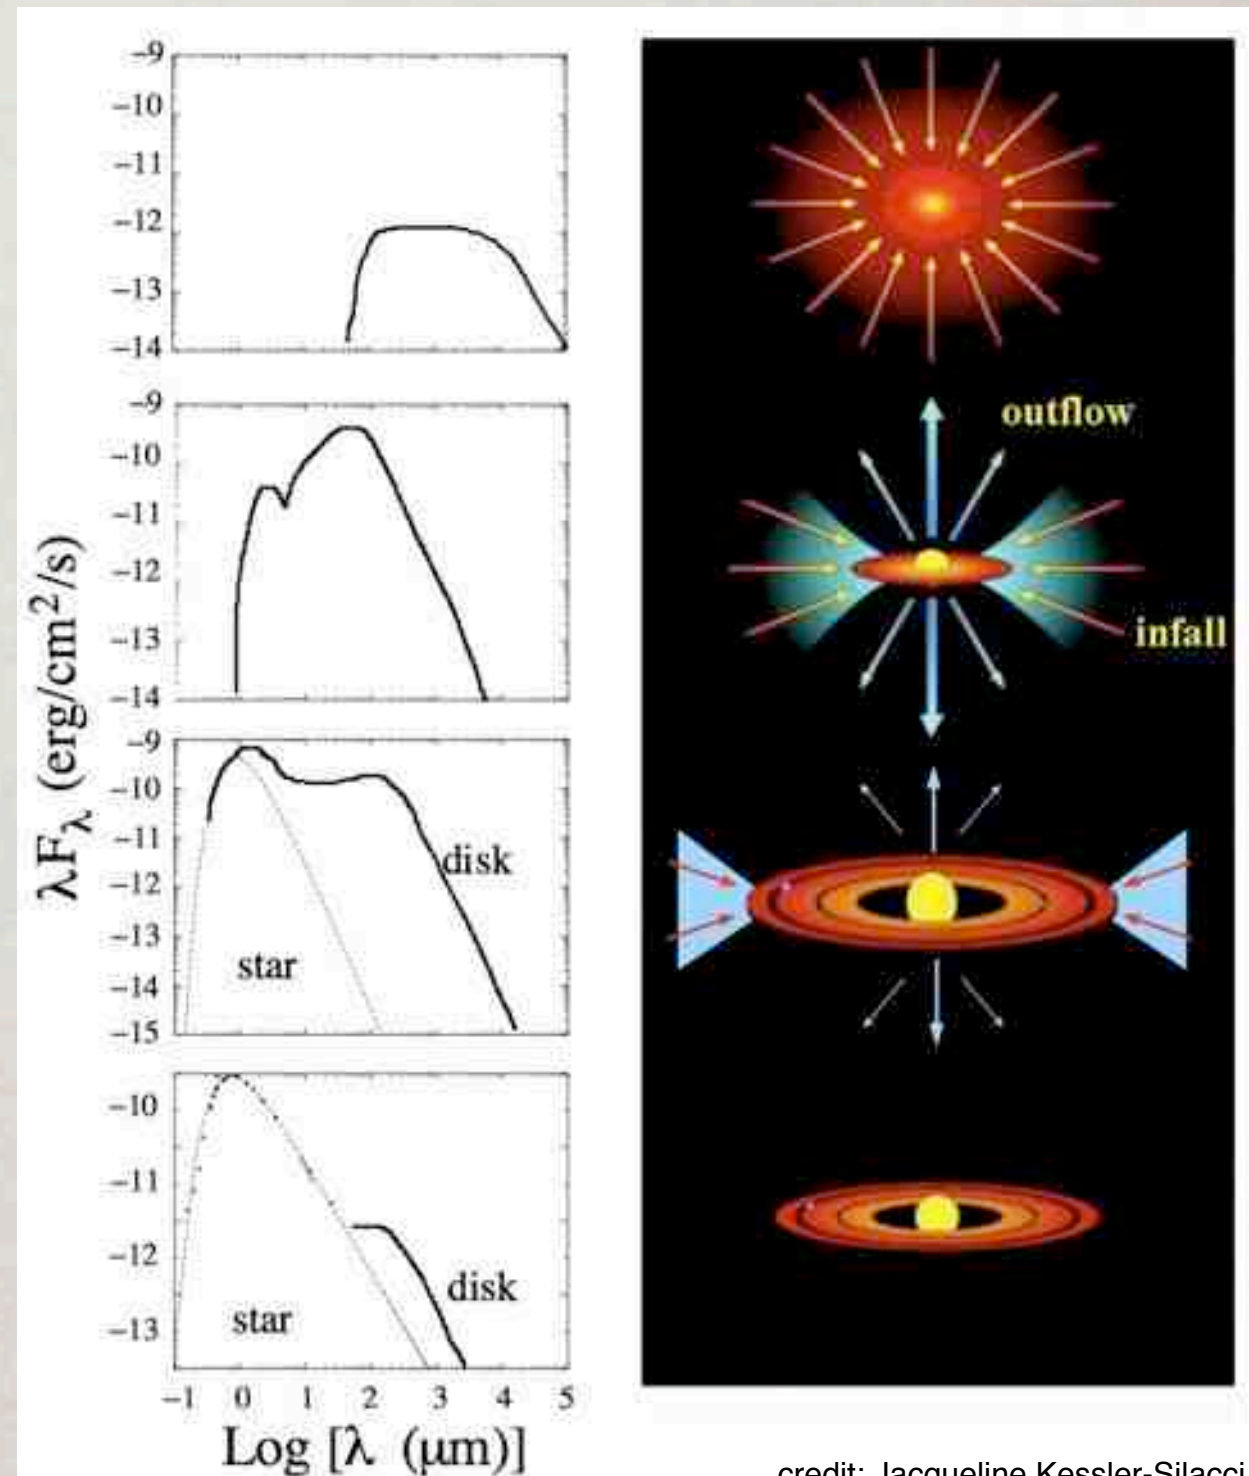 −9
−10
−11
−12
−13
−14
−9
−10
−11
−12
−13
−14
−9
−10
−11
−12
−13
−14
−15
disk
star
−10
−11
−12
−13
disk
star
−1 0 1 2 3 4 5
Log [λ (μm)]
λFλ (erg/cm²/s)
outflow
infall
credit: Jacqueline Kessler-Silacci